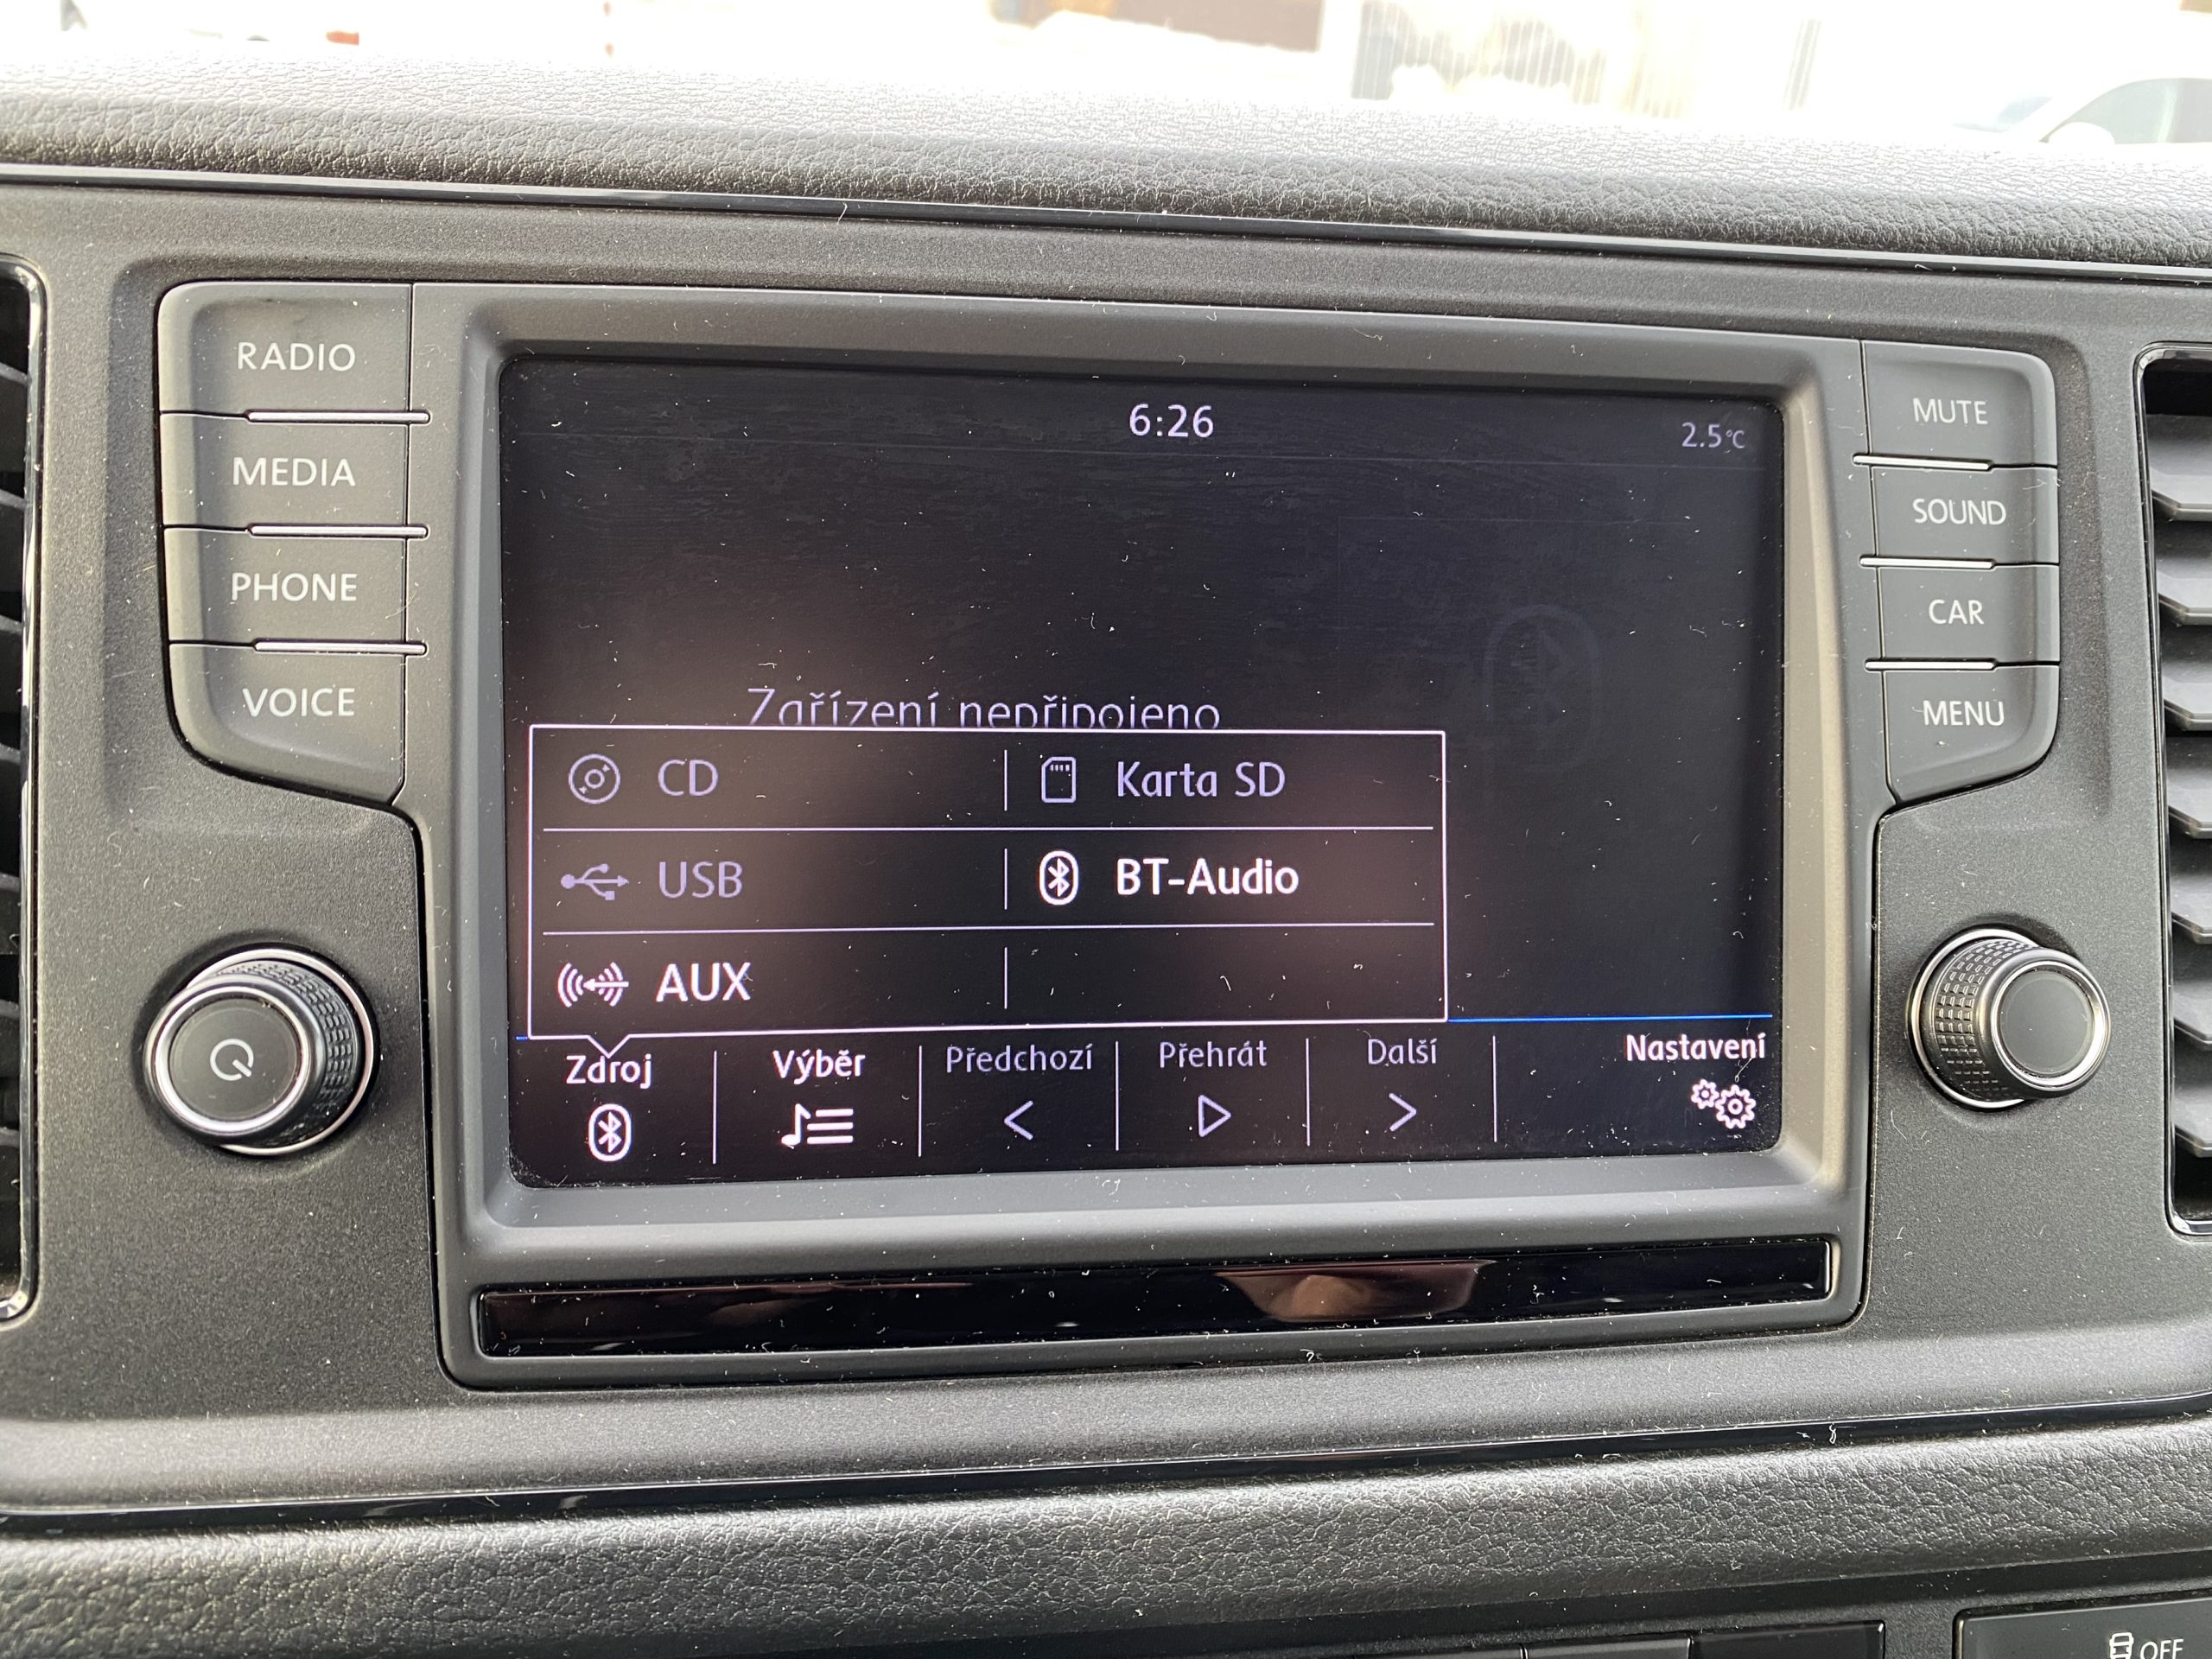 RADIO
MEDIA
PHONE
VOICE
6:26
2.5°C
Zařízení nepřipojeno
CD
Karta SD
USB
BT-Audio
AUX
Zdroj
Výběr
Předchozí
Přehrát
Další
Nastavení
MUTE
SOUND
CAR
MENU
OFF